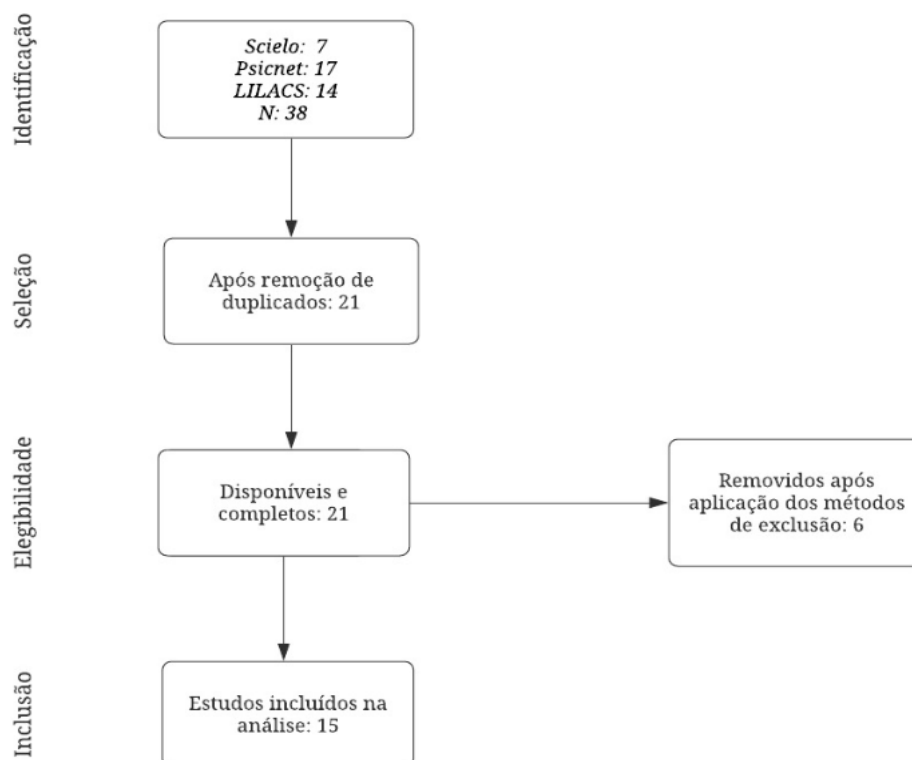 Identificação
Scielo: 7
Psicnet: 17
LILACS: 14
N: 38
Seleção
Após remoção de
duplicados: 21
Elegibilidade
Disponíveis e
completos: 21
Removidos após
aplicação dos métodos
de exclusão: 6
Inclusão
Estudos incluídos na
análise: 15